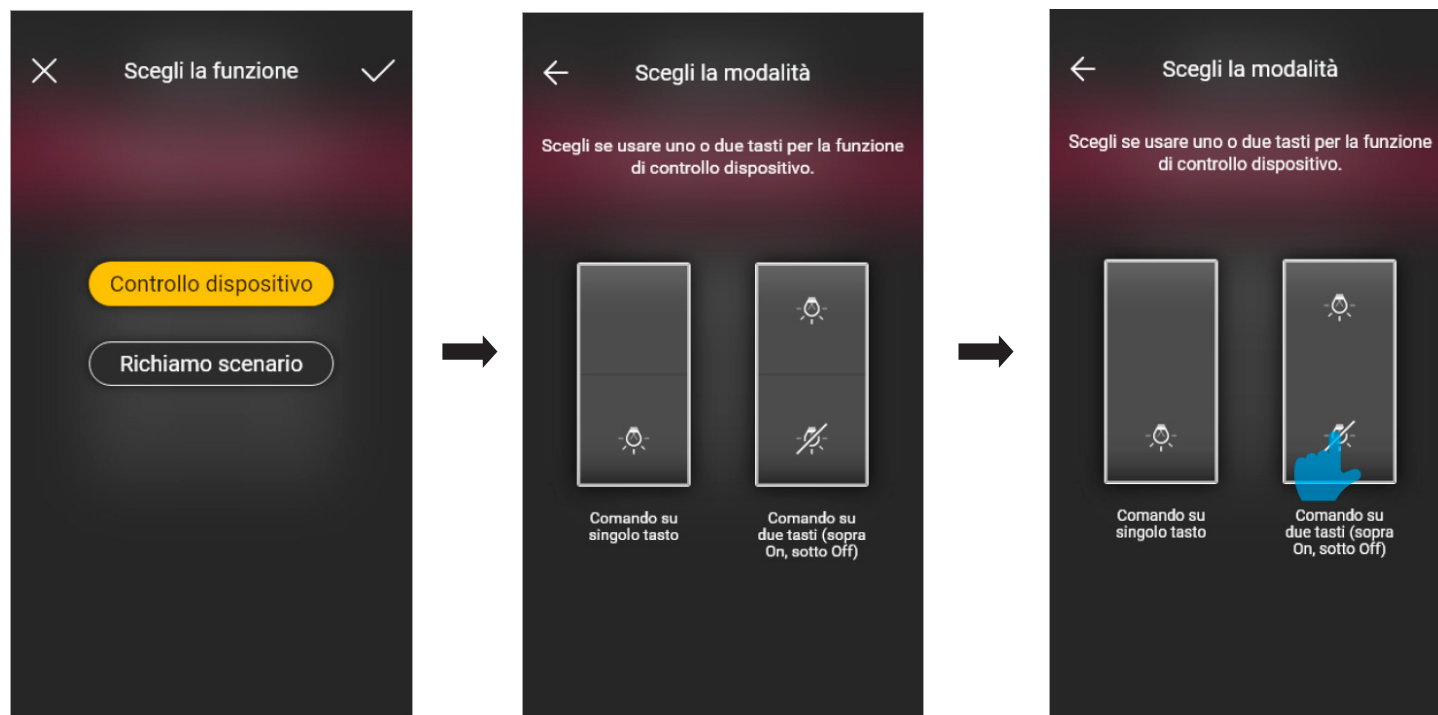 Scegli la funzione
Controllo dispositivo
Richiamo scenario
Scegli la modalità
Scegli se usare uno o due tasti per la funzione
di controllo dispositivo.
Comando su
singolo tasto
Comando su
due tasti (sopra
On, sotto Off)
Scegli la modalità
Scegli se usare uno o due tasti per la funzione
di controllo dispositivo.
Comando su
singolo tasto
Comando su
due tasti (sopra
On, sotto Off)